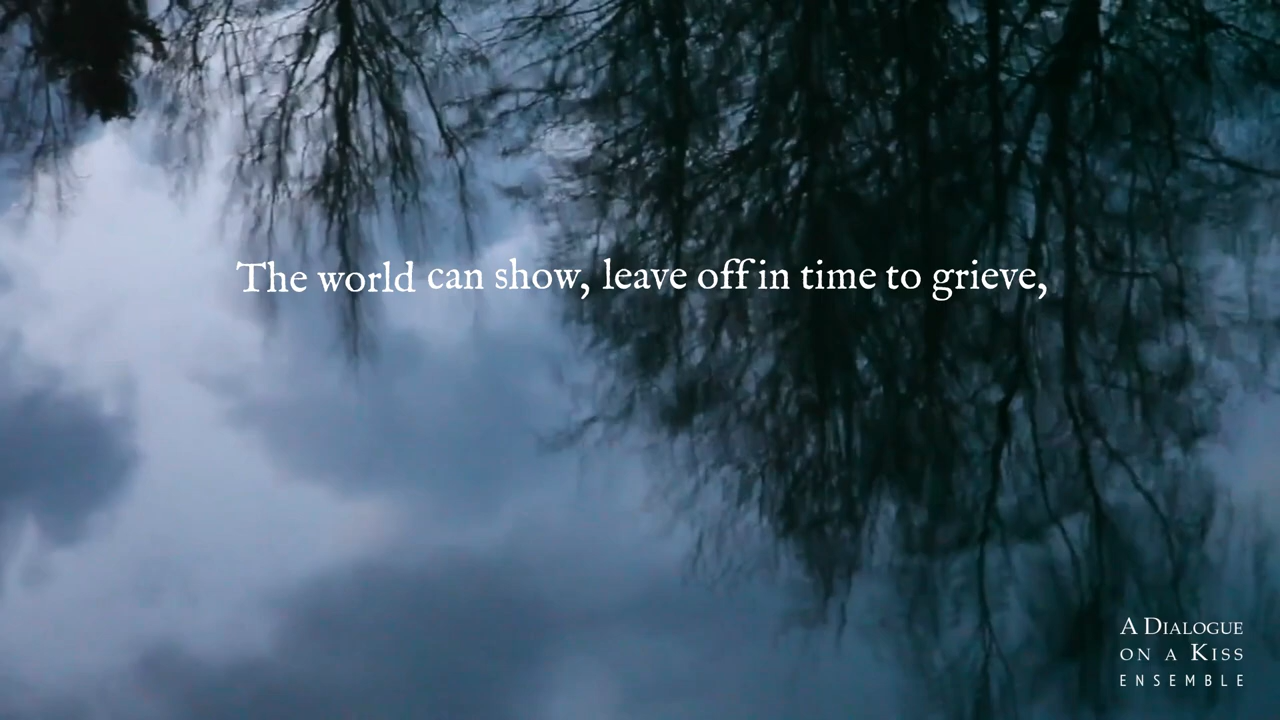 The world can show, leave off in time to grieve,
A DIALOGUE
ON A KISS
ENSEMBLE